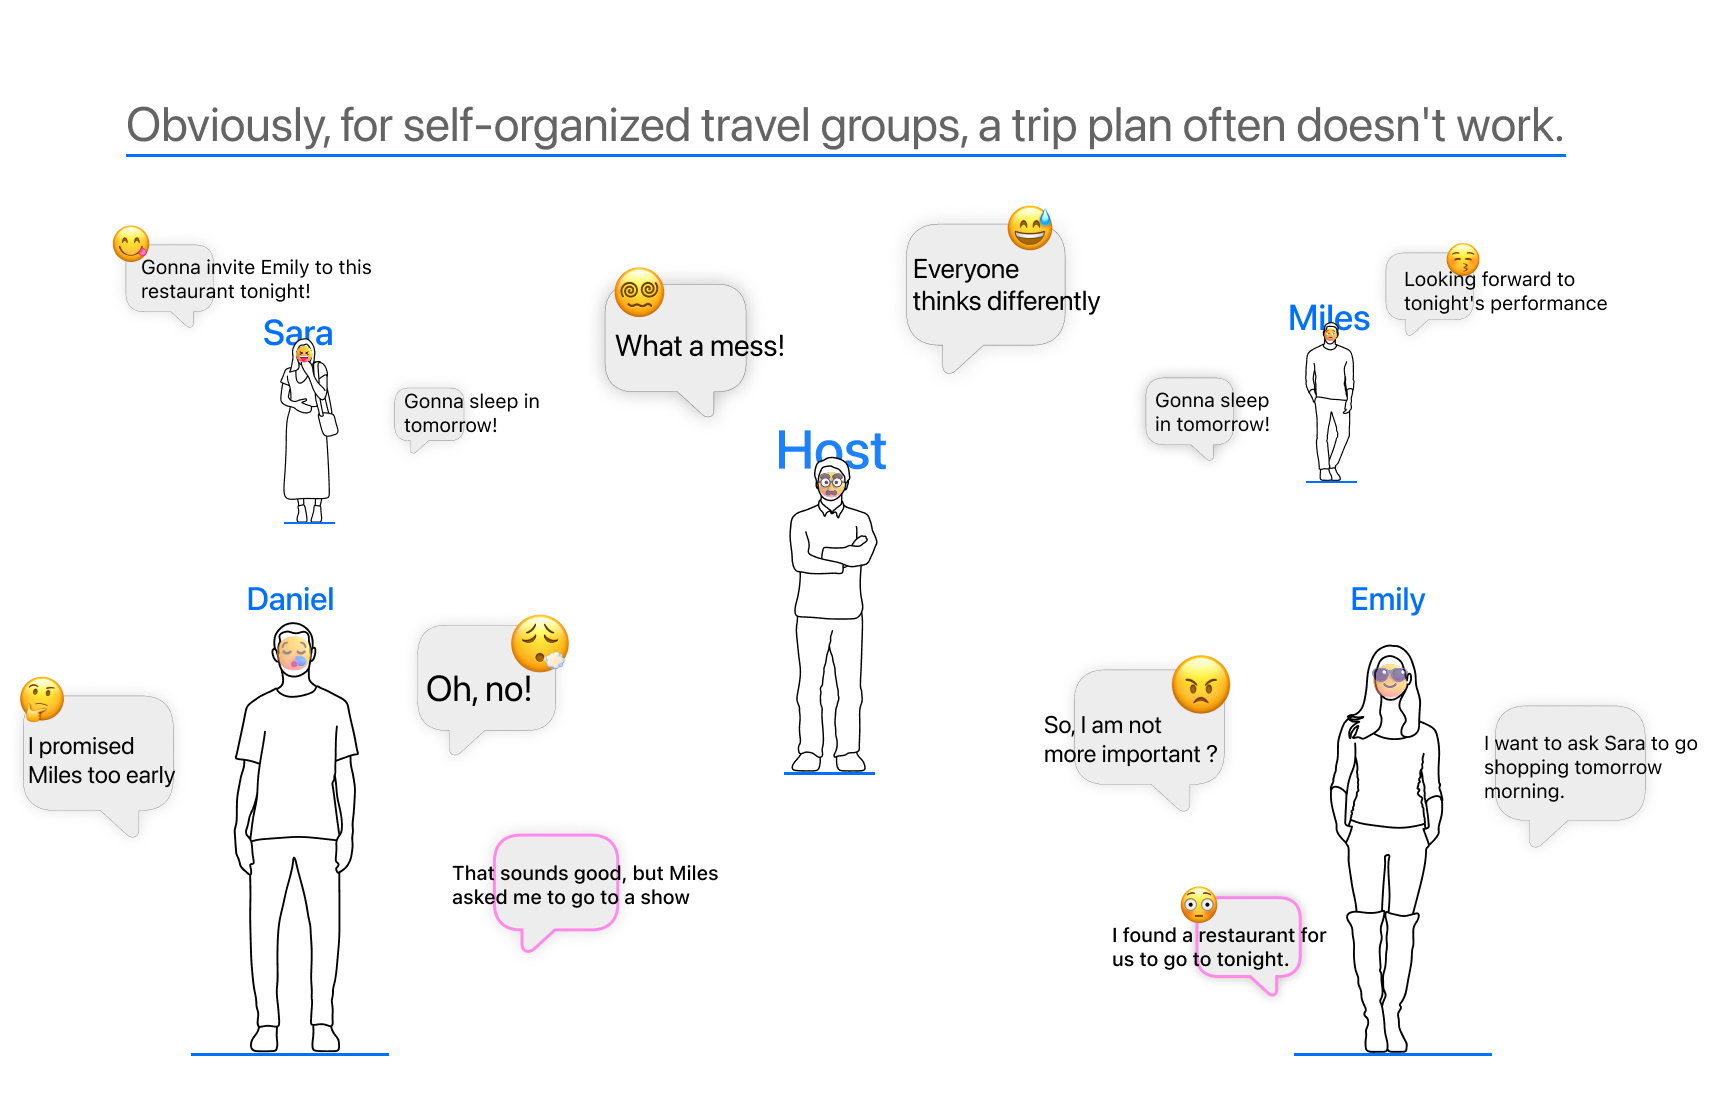 Obviously, for self-organized travel groups, a trip plan often doesn't work.
Gonna invite Emily to this
restaurant tonight!
Sara
Gonna sleep in
tomorrow!
What a mess!
Everyone
thinks differently
Host
Looking forward to
tonight's performance
Miles
Gonna sleep
in tomorrow!
Daniel
Oh, no!
I promised
Miles too early
That sounds good, but Miles
asked me to go to a show
Emily
So, I am not
more important ?
I want to ask Sara to go
shopping tomorrow
morning.
I found a restaurant for
us to go to tonight.